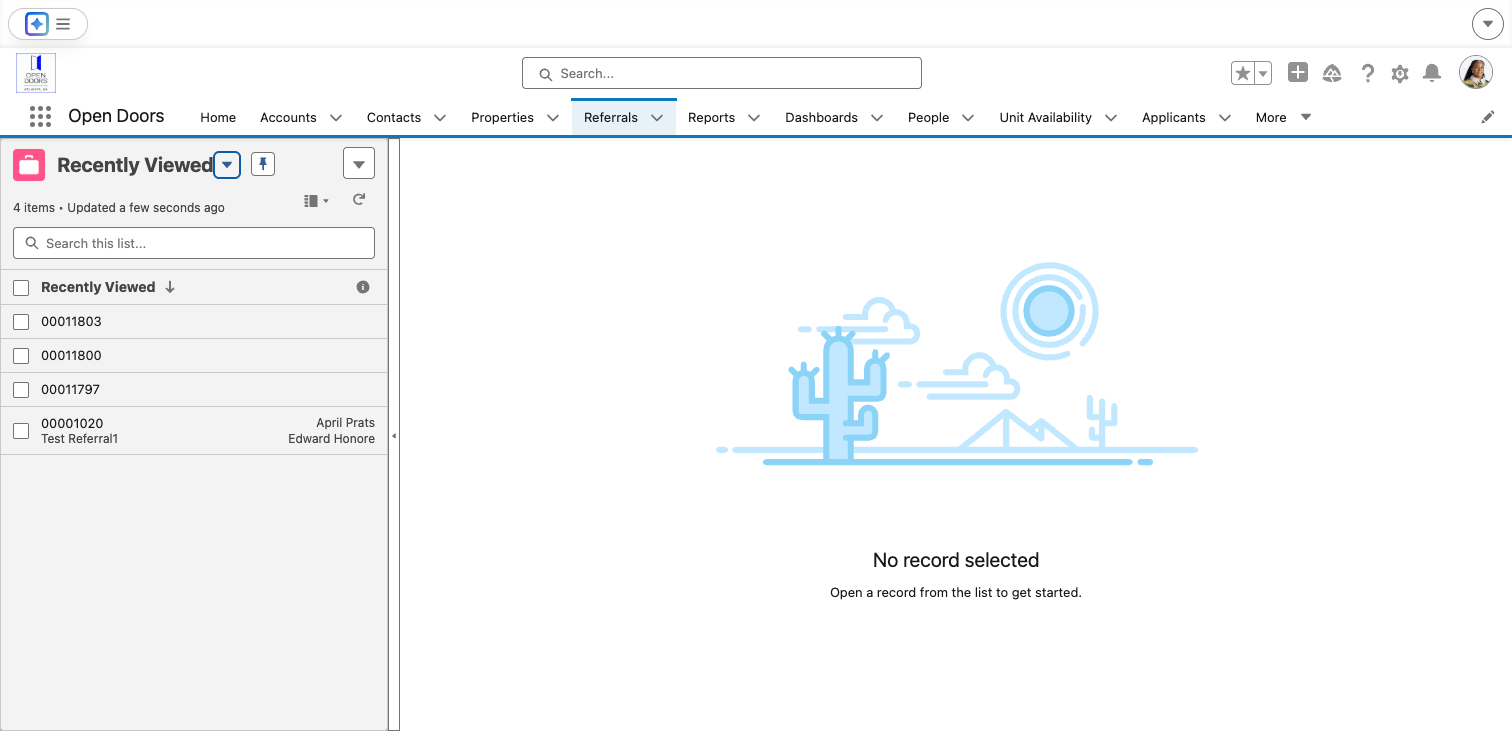 OPEN
DOORS
ATLANTA, GA
Search...
Open Doors
Home
Accounts
Contacts
Properties
Referrals
Reports
Dashboards
People
Unit Availability
Applicants
More
Recently Viewed
4 items • Updated a few seconds ago
Search this list...
Recently Viewed
00011803
00011800
00011797
00001020 April Prats
Test Referral1 Edward Honore
No record selected
Open a record from the list to get started.